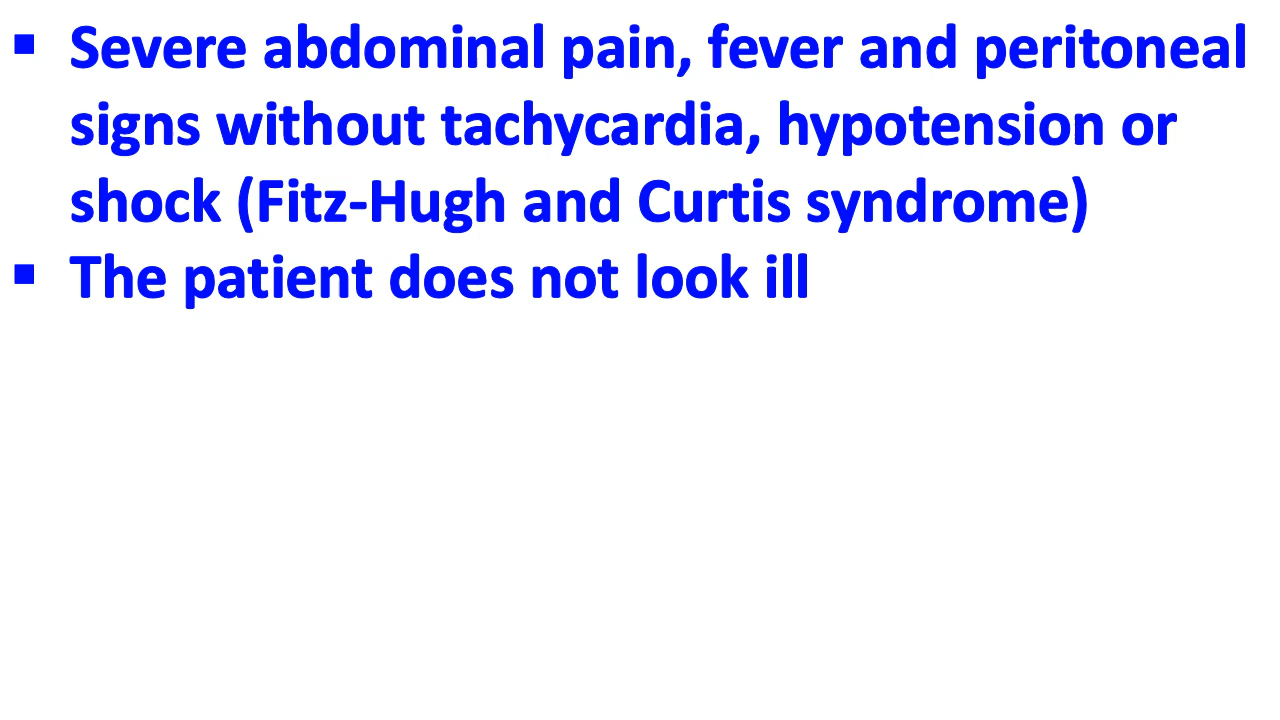 ▪ Severe abdominal pain, fever and peritoneal
signs without tachycardia, hypotension or
shock (Fitz-Hugh and Curtis syndrome)
▪ The patient does not look ill